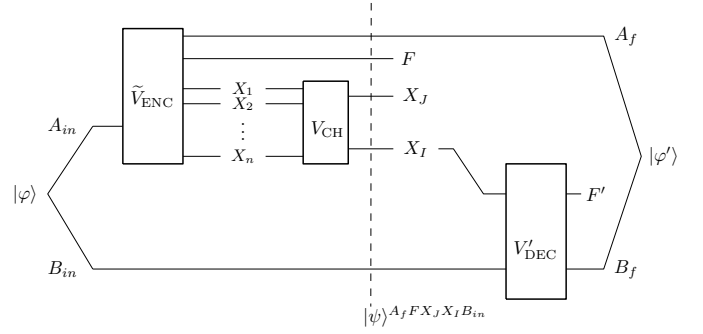 A_f
F
Ṽ_ENC
X_1
X_2
⋮
X_n
V_CH
X_J
X_I
A_in
|φ⟩
B_in
F′
V′_DEC
B_f
|φ′⟩
|ψ⟩^{A_f F X_J X_I B_in}